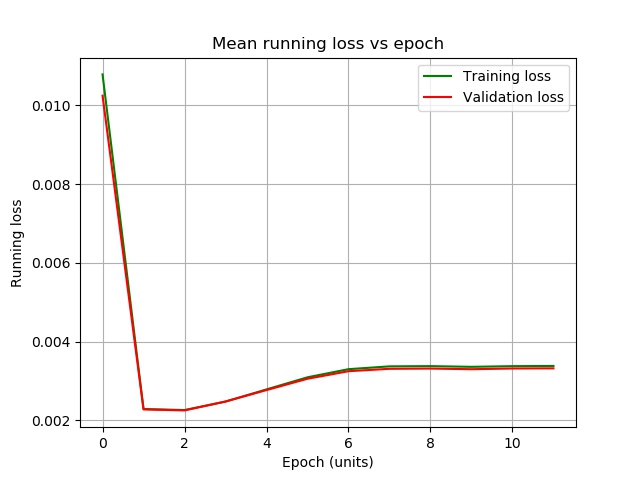 Mean running loss vs epoch
Training loss
Validation loss
0.010
0.008
0.006
0.004
0.002
Running loss
0 2 4 6 8 10
Epoch (units)